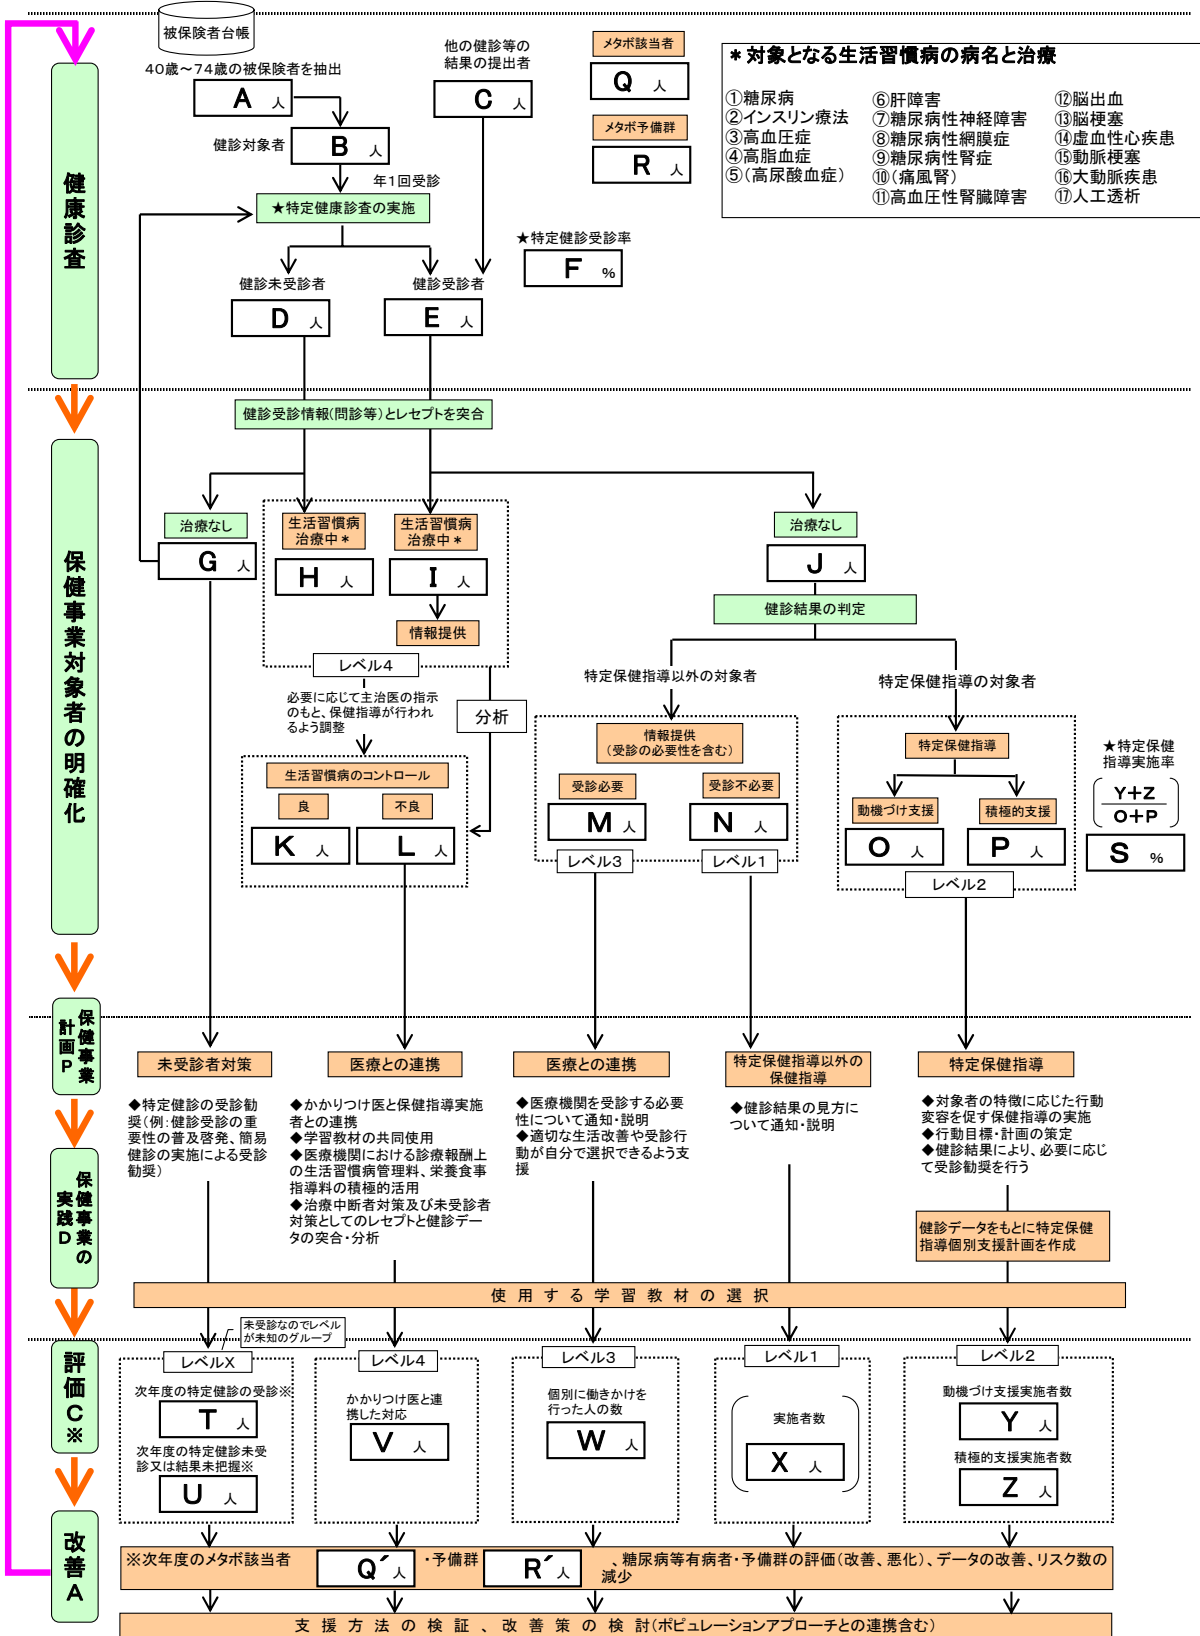 被保険者台帳
40歳～74歳の被保険者を抽出
A 人
健診対象者
B 人
年1回受診
★特定健康診査の実施
他の健診等の
結果の提出者
C 人
メタボ該当者
Q 人
メタボ予備群
R 人
＊対象となる生活習慣病の病名と治療
①糖尿病
②インスリン療法
③高血圧症
④高脂血症
⑤(高尿酸血症)
⑥肝障害
⑦糖尿病性神経障害
⑧糖尿病性網膜症
⑨糖尿病性腎症
⑩(痛風腎)
⑪高血圧性腎臓障害
⑫脳出血
⑬脳梗塞
⑭虚血性心疾患
⑮動脈梗塞
⑯大動脈疾患
⑰人工透析
★特定健診受診率
F %
健診未受診者
D 人
健診受診者
E 人
健康診査
健診受診情報(問診等)とレセプトを突合
治療なし
G 人
生活習慣病
治療中＊
H 人
生活習慣病
治療中＊
I 人
情報提供
レベル4
治療なし
J 人
健診結果の判定
必要に応じて主治医の指示
のもと、保健指導が行われ
るよう調整
分析
生活習慣病のコントロール
良
不良
K 人
L 人
特定保健指導以外の対象者
情報提供
(受診の必要性を含む)
受診必要
受診不必要
M 人
N 人
レベル3
レベル1
特定保健指導の対象者
特定保健指導
動機づけ支援
積極的支援
O 人
P 人
レベル2
★特定保健
指導実施率
Y+Z
O+P
S %
保健事業対象者の明確化
保健事業
計画P
未受診者対策
◆特定健診の受診勧
奨(例:健診受診の重
要性の普及啓発、簡易
健診の実施による受診
勧奨)
医療との連携
◆かかりつけ医と保健指導実施
者との連携
◆学習教材の共同使用
◆医療機関における診療報酬上
の生活習慣病管理料、栄養食事
指導料の積極的活用
◆治療中断者対策及び未受診者
対策としてのレセプトと健診デー
タの突合・分析
医療との連携
◆医療機関を受診する必要
性について通知・説明
◆適切な生活改善や受診行
動が自分で選択できるよう支
援
特定保健指導以外の
保健指導
◆健診結果の見方に
ついて通知・説明
特定保健指導
◆対象者の特徴に応じた行動
変容を促す保健指導の実施
◆行動目標・計画の策定
◆健診結果により、必要に応じ
て受診勧奨を行う
健診データをもとに特定保健
指導個別支援計画を作成
保健事業の
実践D
使用する学習教材の選択
未受診なのでレベル
が未知のグループ
レベルX
次年度の特定健診の受診※
T 人
次年度の特定健診未受
診又は結果未把握※
U 人
レベル4
かかりつけ医と連
携した対応
V 人
レベル3
個別に働きかけを
行った人の数
W 人
レベル1
実施者数
X 人
レベル2
動機づけ支援実施者数
Y 人
積極的支援実施者数
Z 人
評価C※
改善A
※次年度のメタボ該当者 Q´人 ・予備群 R´人 、糖尿病等有病者・予備群の評価(改善、悪化)、データの改善、リスク数の
減少
支援方法の検証、改善策の検討(ポピュレーションアプローチとの連携含む)